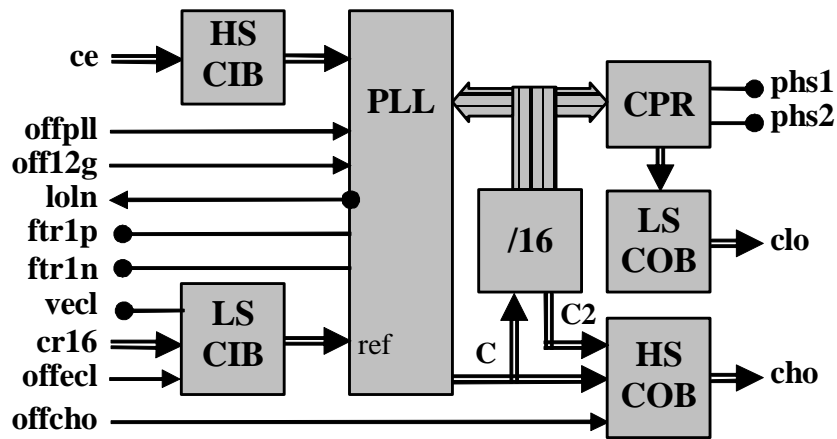 HS
CIB
ce
PLL
CPR
phs1
phs2
offpll
off12g
loln
ftr1p
ftr1n
/16
LS
COB
clo
vecl
LS
CIB
cr16
ref
offecl
C
C2
HS
COB
cho
offcho